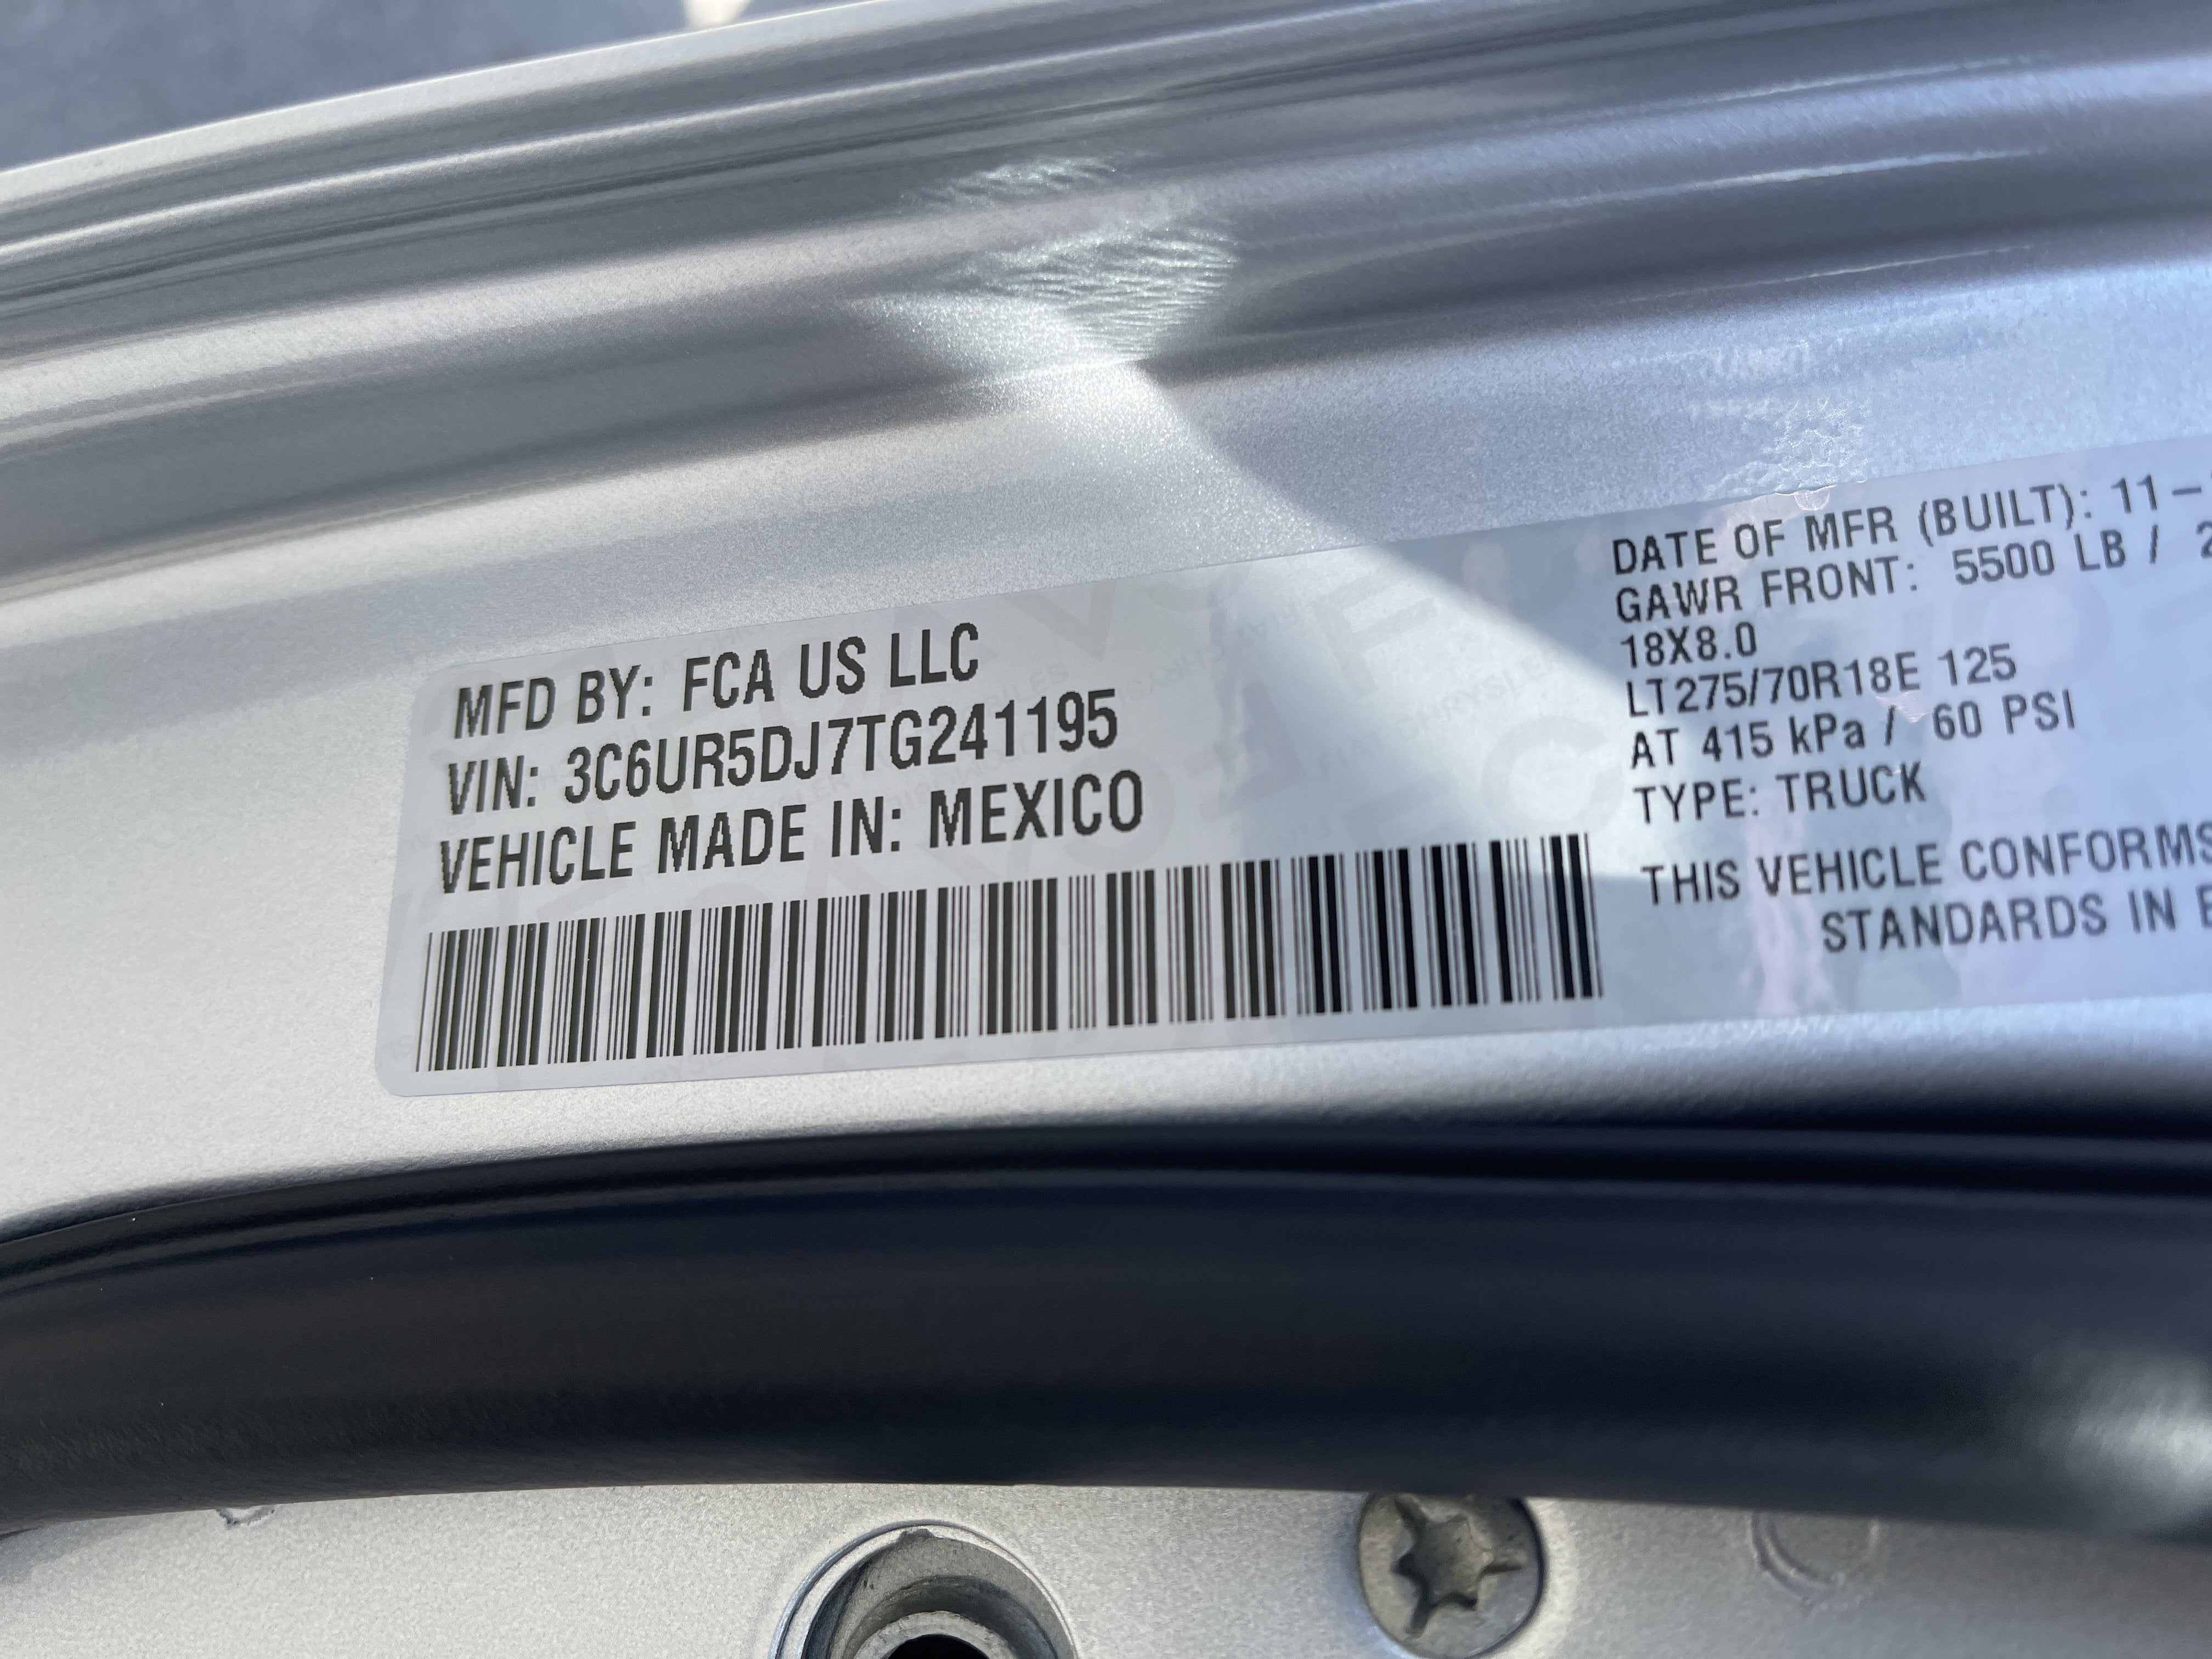 MFD BY: FCA US LLC
VIN: 3C6UR5DJ7TG241195
VEHICLE MADE IN: MEXICO
DATE OF MFR (BUILT): 11-
GAWR FRONT: 5500 LB / 2
18X8.0
LT275/70R18E 125
AT 415 kPa / 60 PSI
TYPE: TRUCK
THIS VEHICLE CONFORMS
STANDARDS IN